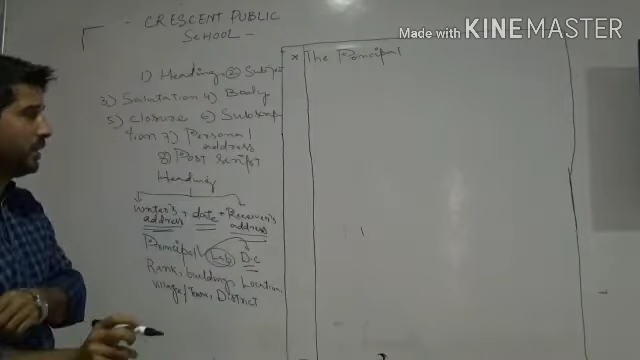 - CRESCENT PUBLIC
SCHOOL -
1) Heading, 2) Subject
3) Salutation 4) Body
5) closure 6) Subscrip
tion 7) Personal
address
8) Post script
Heading
writer's + date + Receiver's
address address
Principal Lab D.C
Rank, building, Location,
village/Town, District
x The Principal
Made with KINEMASTER